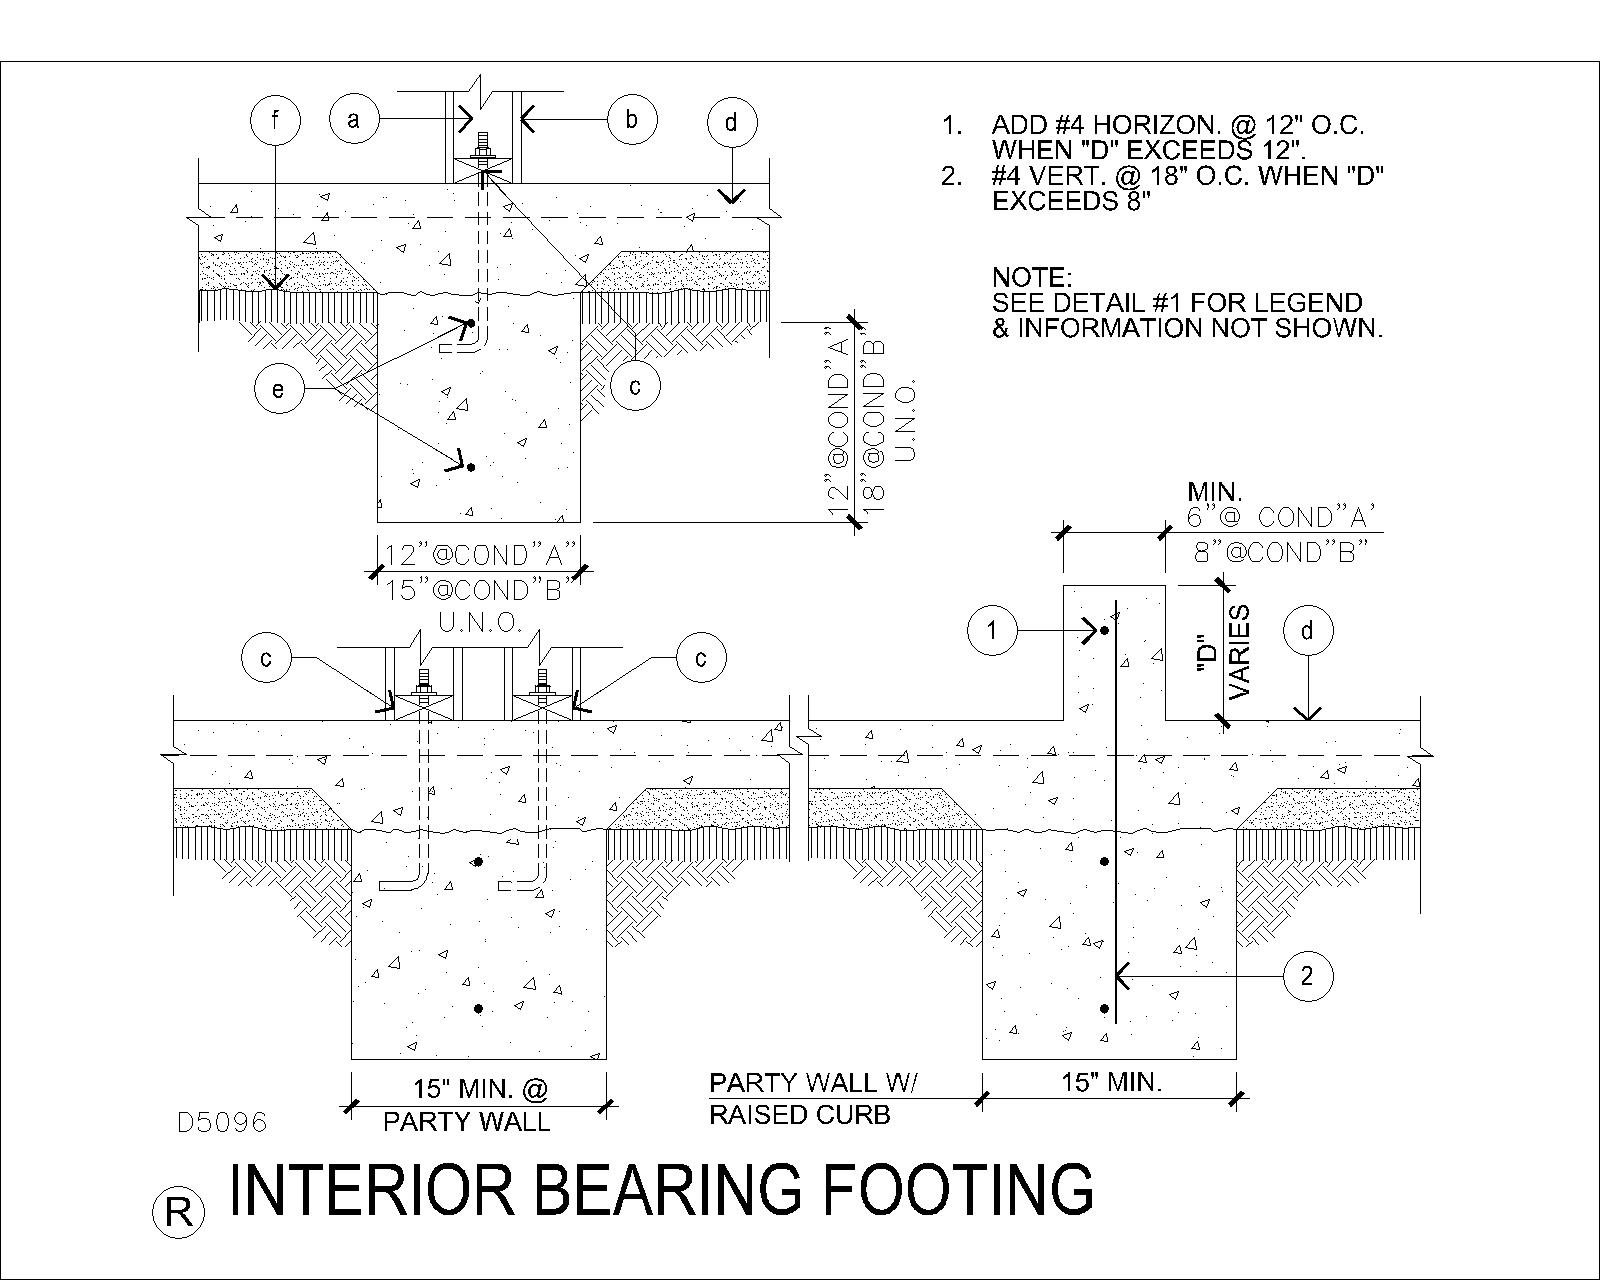 f
a
b
d
1. ADD #4 HORIZON. @ 12" O.C.
WHEN "D" EXCEEDS 12".
2. #4 VERT. @ 18" O.C. WHEN "D"
EXCEEDS 8"
NOTE:
SEE DETAIL #1 FOR LEGEND
& INFORMATION NOT SHOWN.
e
c
12"@COND"A"
18"@COND"B"
U.N.O.
12"@COND"A"
15"@COND"B"
U.N.O.
MIN.
6"@ COND"A'
8"@COND"B"
c
c
1
"D"
VARIES
d
2
15" MIN. @
PARTY WALL
PARTY WALL W/
RAISED CURB
15" MIN.
D5096
R INTERIOR BEARING FOOTING